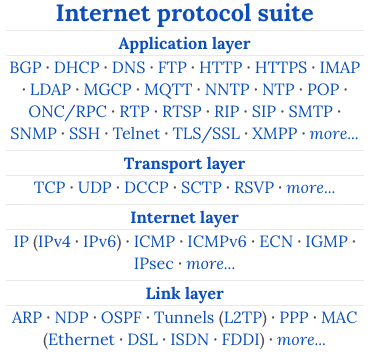 Internet protocol suite
Application layer
BGP · DHCP · DNS · FTP · HTTP · HTTPS · IMAP
· LDAP · MGCP · MQTT · NNTP · NTP · POP ·
ONC/RPC · RTP · RTSP · RIP · SIP · SMTP ·
SNMP · SSH · Telnet · TLS/SSL · XMPP · more...
Transport layer
TCP · UDP · DCCP · SCTP · RSVP · more...
Internet layer
IP (IPv4 · IPv6) · ICMP · ICMPv6 · ECN · IGMP ·
IPsec · more...
Link layer
ARP · NDP · OSPF · Tunnels (L2TP) · PPP · MAC
(Ethernet · DSL · ISDN · FDDI) · more...